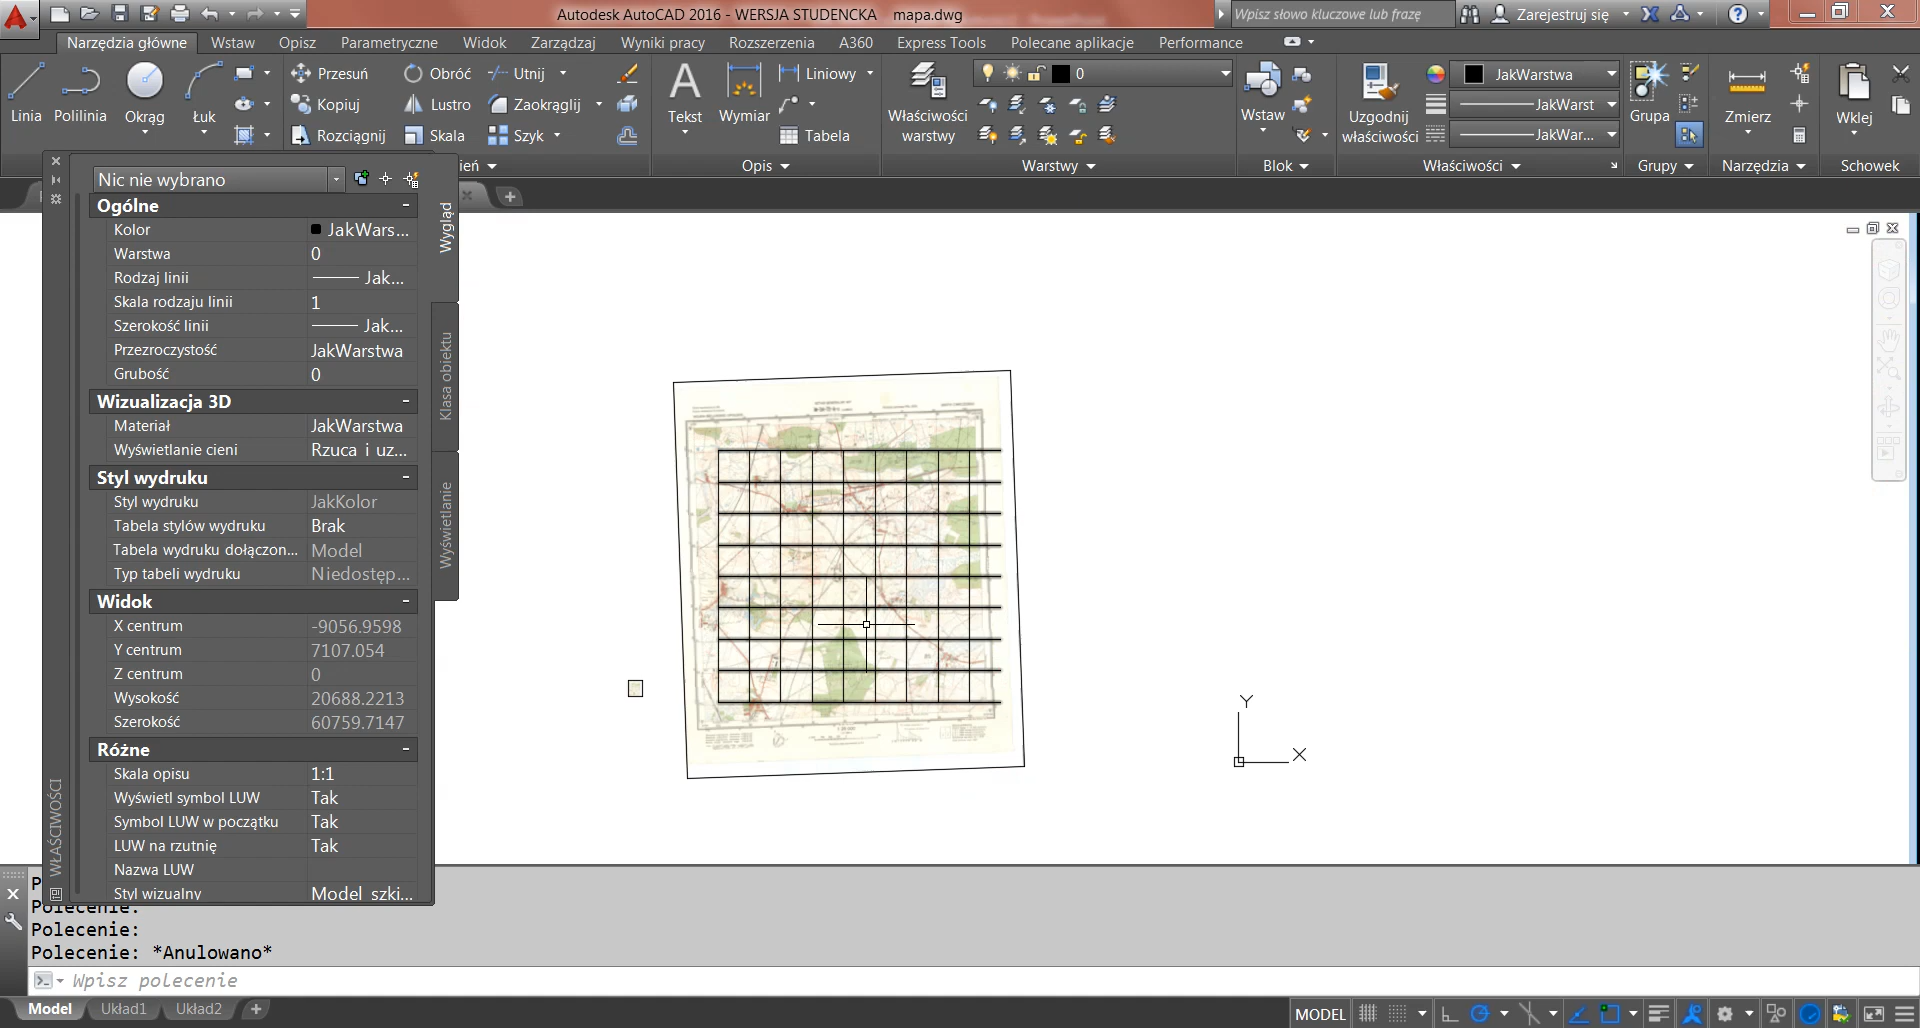 Autodesk AutoCAD 2016 - WERSJA STUDENCKA mapa.dwg
Wpisz słowo kluczowe lub frazę
Zarejestruj się
Narzędzia główne Wstaw Opisz Parametryczne Widok Zarządzaj Wyniki pracy Rozszerzenia A360 Express Tools Polecane aplikacje Performance
Linia Polilinia Okrąg Łuk
Przesuń Obróć Utnij
Kopiuj Lustro Zaokrąglij
Rozciągnij Skala Szyk
Tekst Wymiar
Liniowy
Tabela
Właściwości warstwy
0
Wstaw
Uzgodnij właściwości
JakWarstwa
JakWarst
JakWar...
Grupa
Zmierz
Wklej
ień Opis Warstwy Blok Właściwości Grupy Narzędzia Schowek
Nic nie wybrano
Ogólne
Kolor JakWars...
Warstwa 0
Rodzaj linii Jak...
Skala rodzaju linii 1
Szerokość linii Jak...
Przezroczystość JakWarstwa
Grubość 0
Wizualizacja 3D
Materiał JakWarstwa
Wyświetlanie cieni Rzuca i uz...
Styl wydruku
Styl wydruku JakKolor
Tabela stylów wydruku Brak
Tabela wydruku dołączon... Model
Typ tabeli wydruku Niedostęp...
Widok
X centrum -9056.9598
Y centrum 7107.054
Z centrum 0
Wysokość 20688.2213
Szerokość 60759.7147
Różne
Skala opisu 1:1
Wyświetl symbol LUW Tak
Symbol LUW w początku Tak
LUW na rzutnię Tak
Nazwa LUW
Styl wizualny Model szki...
Wygląd
Klasa obiektu
Wyświetlanie
WŁAŚCIWOŚCI
Y
X
P
Polecenie:
Polecenie:
Polecenie: *Anulowano*
Wpisz polecenie
Model Układ1 Układ2
MODEL